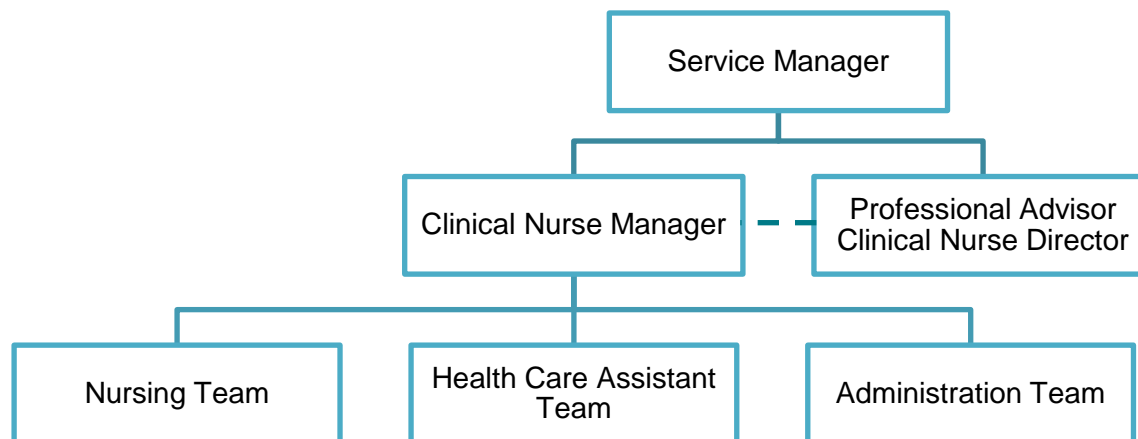 Service Manager
Clinical Nurse Manager
Professional Advisor
Clinical Nurse Director
Nursing Team
Health Care Assistant
Team
Administration Team